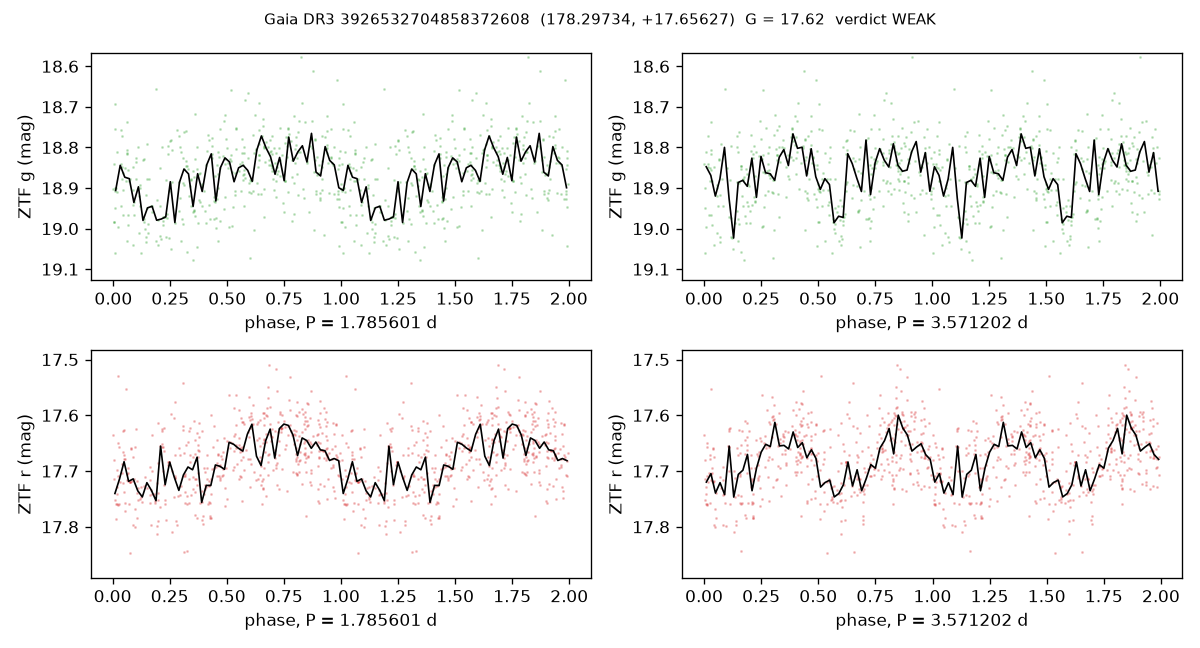 Gaia DR3 3926532704858372608 (178.29734, +17.65627) G = 17.62 verdict WEAK
ZTF g (mag)
18.6
18.7
18.8
18.9
19.0
19.1
0.00 0.25 0.50 0.75 1.00 1.25 1.50 1.75 2.00
phase, P = 1.785601 d
ZTF g (mag)
18.6
18.7
18.8
18.9
19.0
19.1
0.00 0.25 0.50 0.75 1.00 1.25 1.50 1.75 2.00
phase, P = 3.571202 d
ZTF r (mag)
17.5
17.6
17.7
17.8
0.00 0.25 0.50 0.75 1.00 1.25 1.50 1.75 2.00
phase, P = 1.785601 d
ZTF r (mag)
17.5
17.6
17.7
17.8
0.00 0.25 0.50 0.75 1.00 1.25 1.50 1.75 2.00
phase, P = 3.571202 d